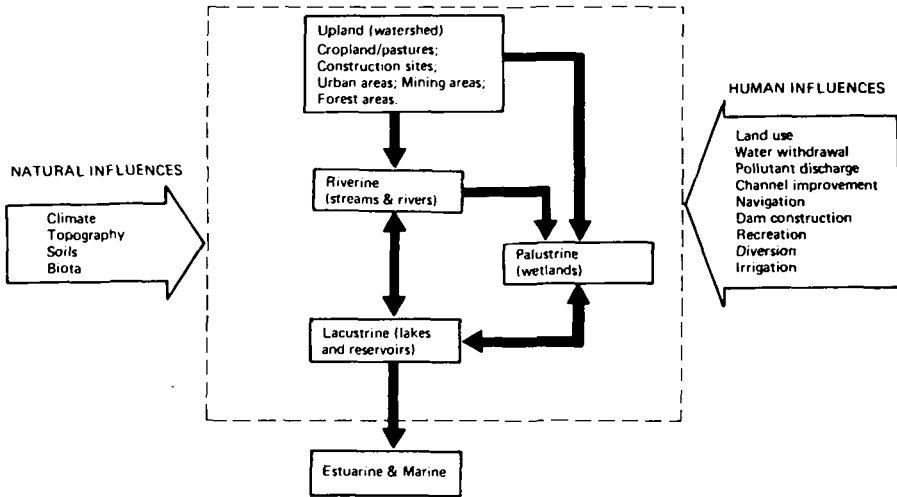 Upland (watershed)
Cropland/pastures;
Construction sites;
Urban areas; Mining areas;
Forest areas.
HUMAN INFLUENCES
Land use
Water withdrawal
Pollutant discharge
Channel improvement
Navigation
Dam construction
Recreation
Diversion
Irrigation
NATURAL INFLUENCES
Climate
Topography
Soils
Biota
Riverine
(streams & rivers)
Palustrine
(wetlands)
Lacustrine (lakes
and reservoirs)
Estuarine & Marine